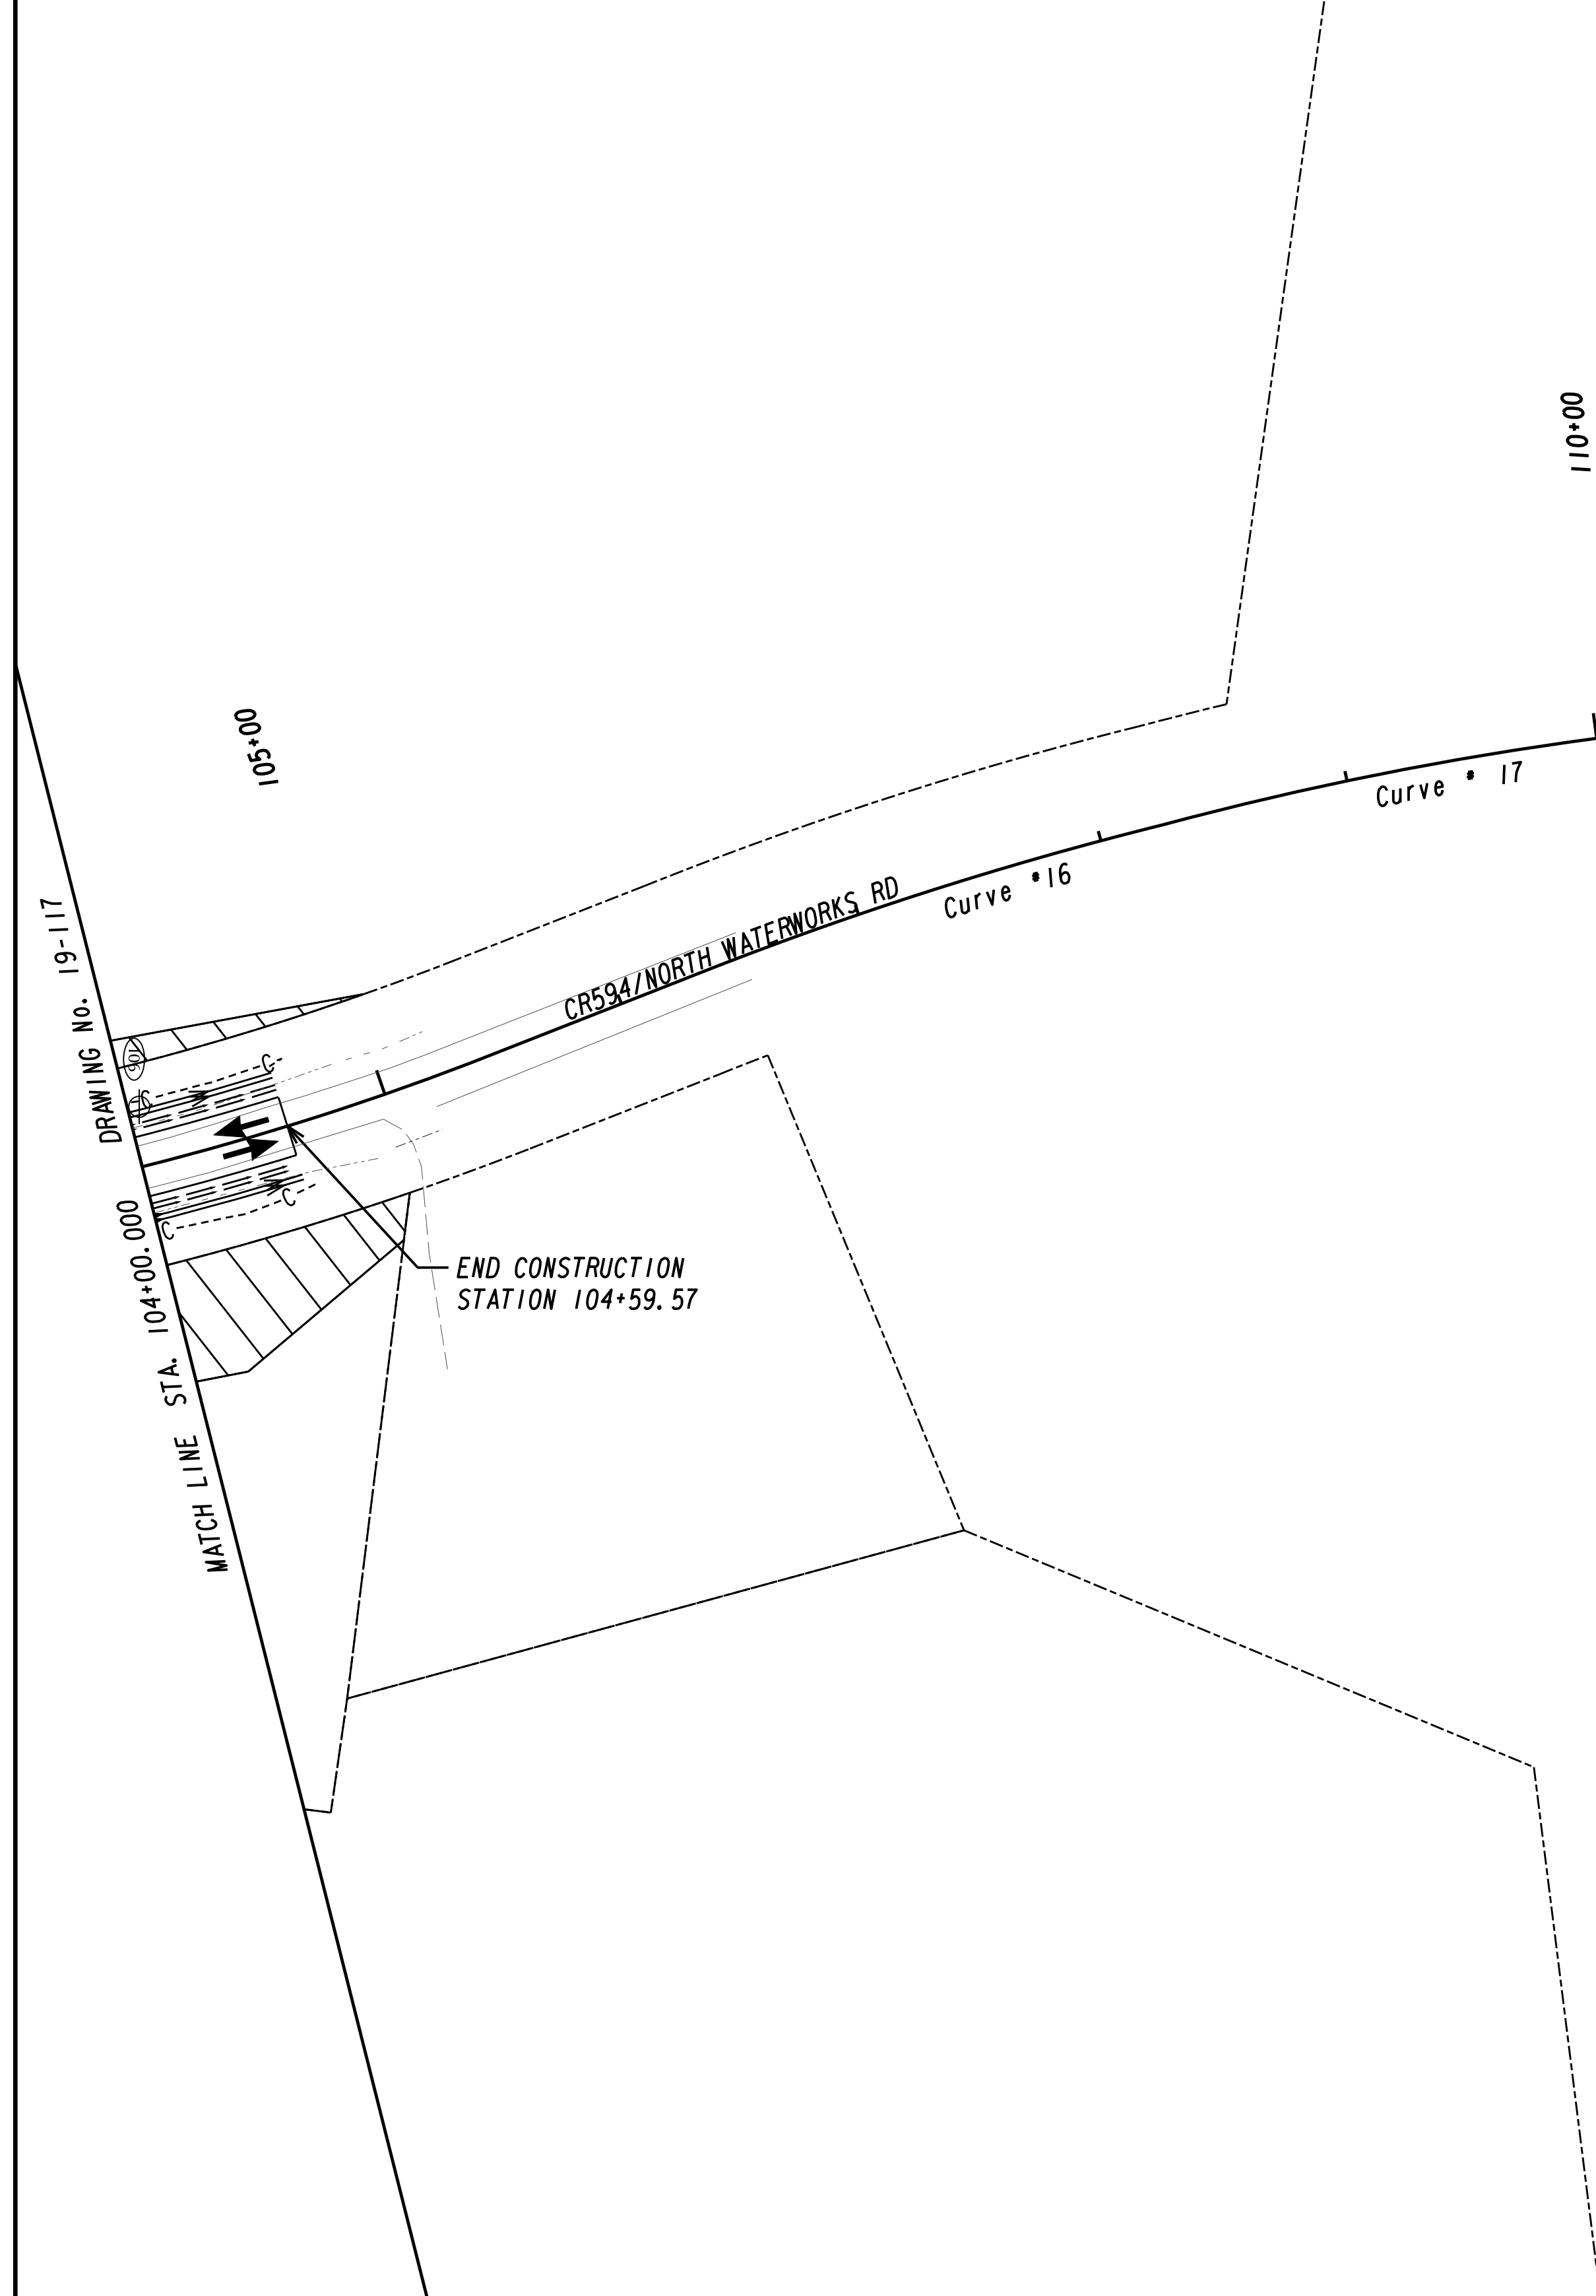 110+00
105+00
Curve # 17
Curve #16
CR594/NORTH WATERWORKS RD
MATCH LINE STA. 104+00.000 DRAWING No. 19-117
106
C
C
C
C
END CONSTRUCTION
STATION 104+59.57